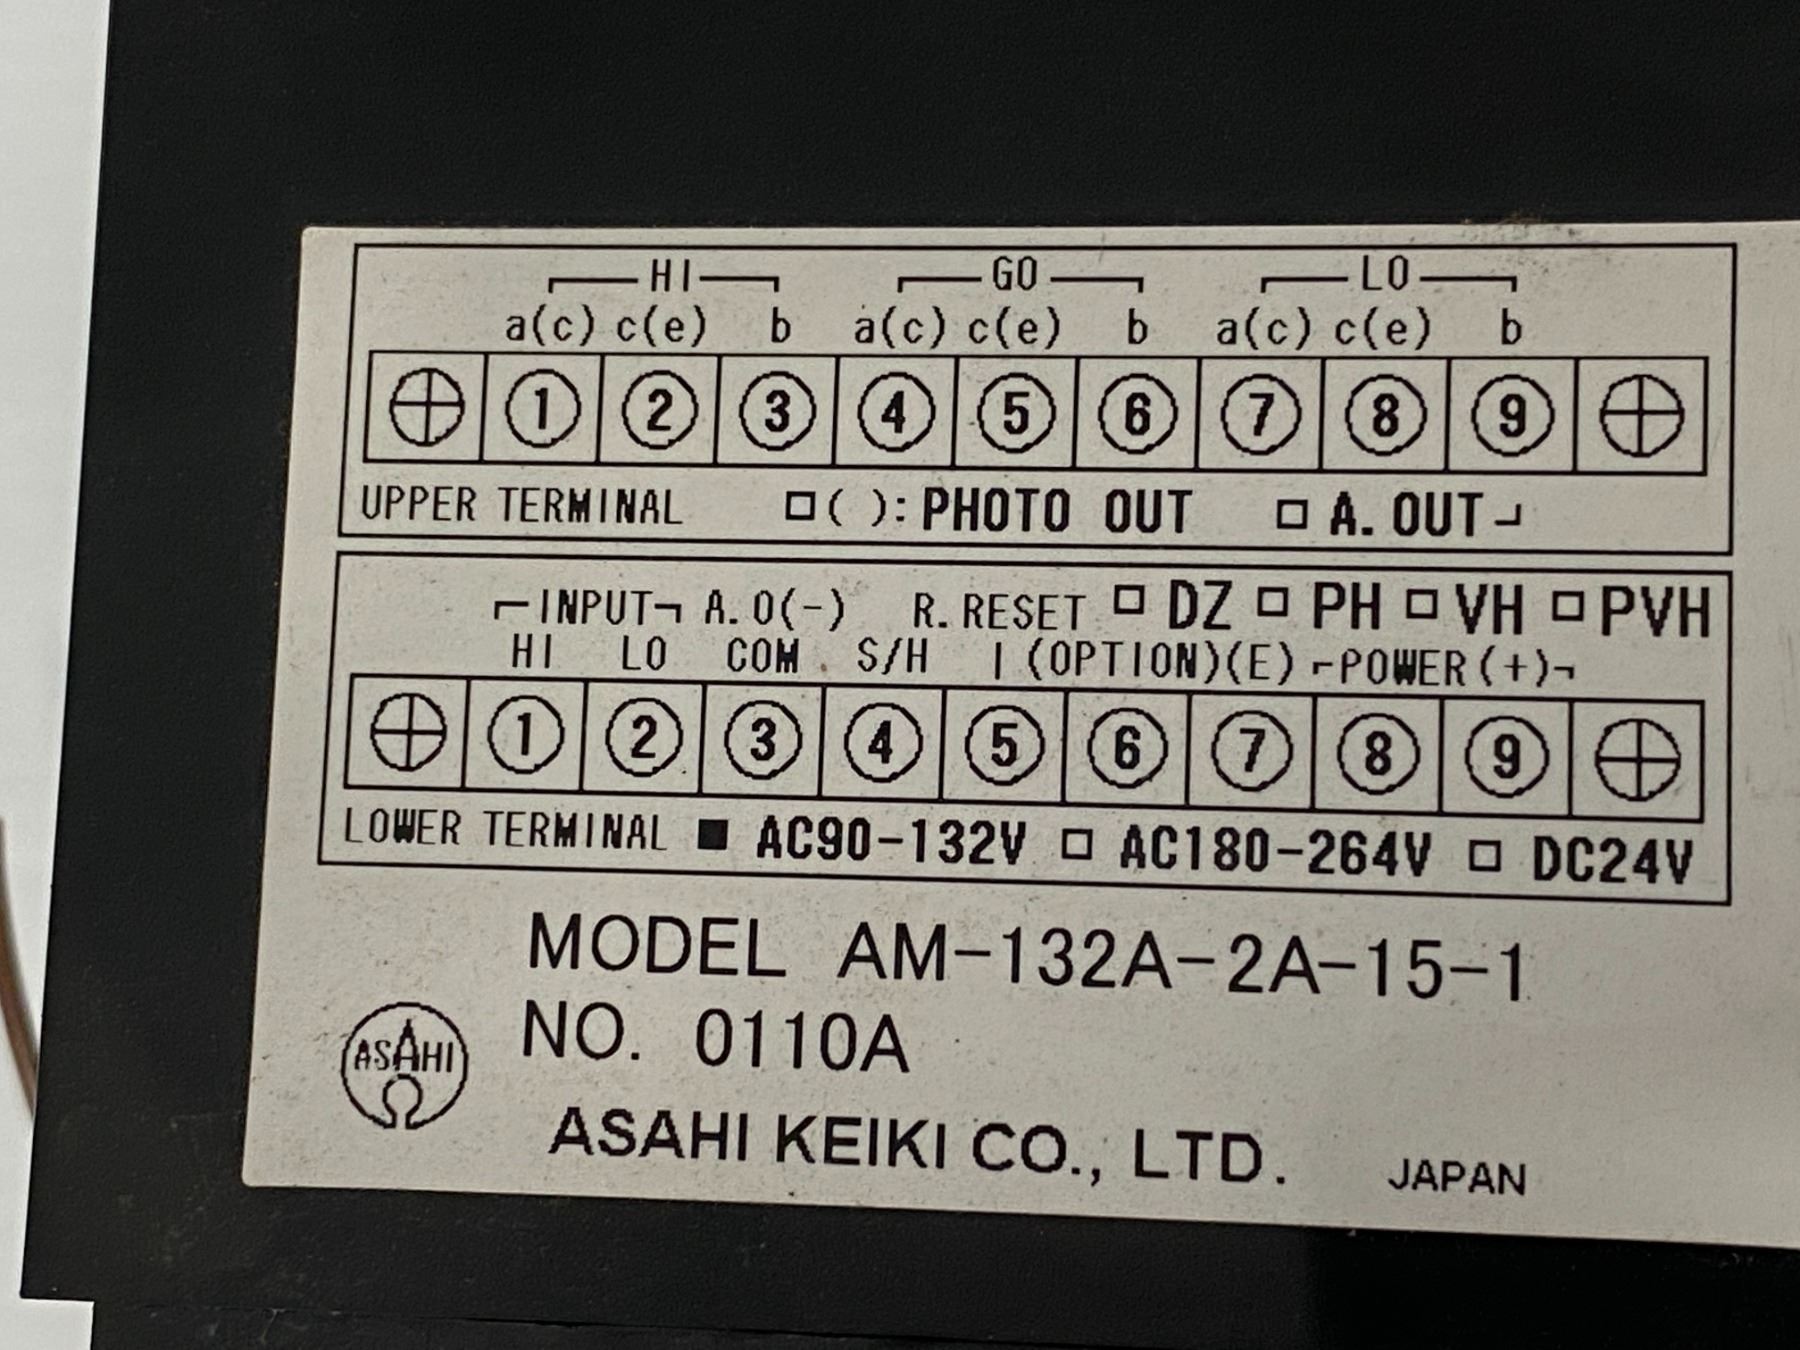 HI GO LO
a(c) c(e) b a(c) c(e) b a(c) c(e) b
1 2 3 4 5 6 7 8 9
UPPER TERMINAL □( ): PHOTO OUT □ A. OUT
INPUT A. O(-) R. RESET □ DZ □ PH □ VH □ PVH
HI LO COM S/H I (OPTION)(E) POWER(+)
1 2 3 4 5 6 7 8 9
LOWER TERMINAL ■ AC90-132V □ AC180-264V □ DC24V
MODEL AM-132A-2A-15-1
NO. 0110A
ASAHI
ASAHI KEIKI CO., LTD. JAPAN